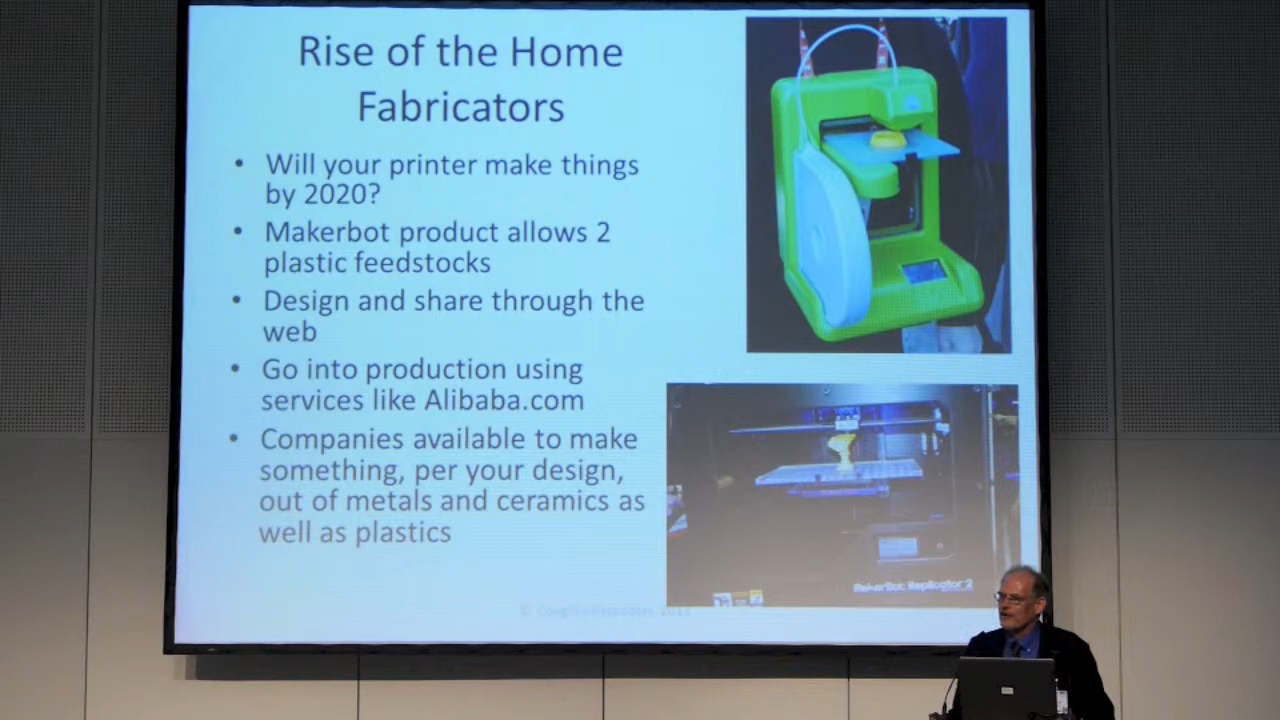 Rise of the Home
Fabricators
• Will your printer make things
by 2020?
• Makerbot product allows 2
plastic feedstocks
• Design and share through the
web
• Go into production using
services like Alibaba.com
• Companies available to make
something, per your design,
out of metals and ceramics as
well as plastics
MakerBot Replicator 2